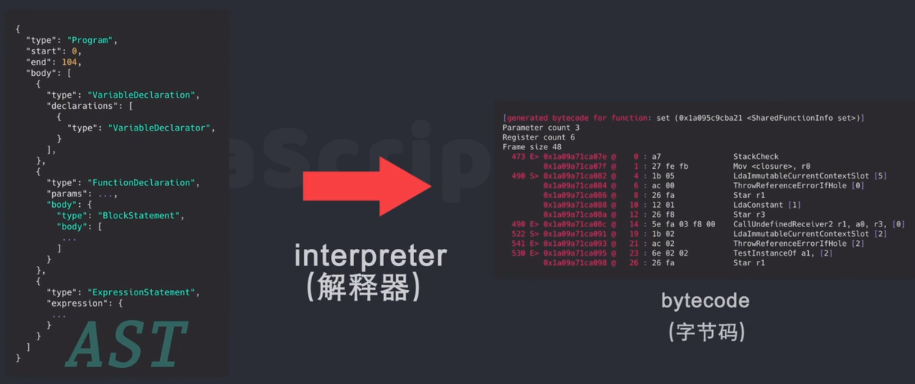 {
"type": "Program",
"start": 0,
"end": 104,
"body": [
{
"type": "VariableDeclaration",
"declarations": [
{
"type": "VariableDeclarator",
}
],
},
{
"type": "FunctionDeclaration",
"params": ...,
"body": {
"type": "BlockStatement",
"body": [
...
]
}
},
{
"type": "ExpressionStatement",
"expression": {
...
}
}
]
}
AST
aScrip
interpreter
(解释器)
[generated bytecode for function: set (0x1a095c9cba21 <SharedFunctionInfo set>)]
Parameter count 3
Register count 6
Frame size 48
473 E> 0x1a09a71ca07e @ 0 : a7 StackCheck
0x1a09a71ca07f @ 1 : 27 fe fb Mov <closure>, r0
490 S> 0x1a09a71ca082 @ 4 : 1b 05 LdaImmutableCurrentContextSlot [5]
0x1a09a71ca084 @ 6 : ac 00 ThrowReferenceErrorIfHole [0]
0x1a09a71ca086 @ 8 : 26 fa Star r1
0x1a09a71ca088 @ 10 : 12 01 LdaConstant [1]
0x1a09a71ca08a @ 12 : 26 f8 Star r3
490 E> 0x1a09a71ca08c @ 14 : 5e fa 03 f8 00 CallUndefinedReceiver2 r1, a0, r3, [0]
522 S> 0x1a09a71ca091 @ 19 : 1b 02 LdaImmutableCurrentContextSlot [2]
541 E> 0x1a09a71ca093 @ 21 : ac 02 ThrowReferenceErrorIfHole [2]
530 E> 0x1a09a71ca095 @ 23 : 6e 02 02 TestInstanceOf a1, [2]
0x1a09a71ca098 @ 26 : 26 fa Star r1
bytecode
(字节码)